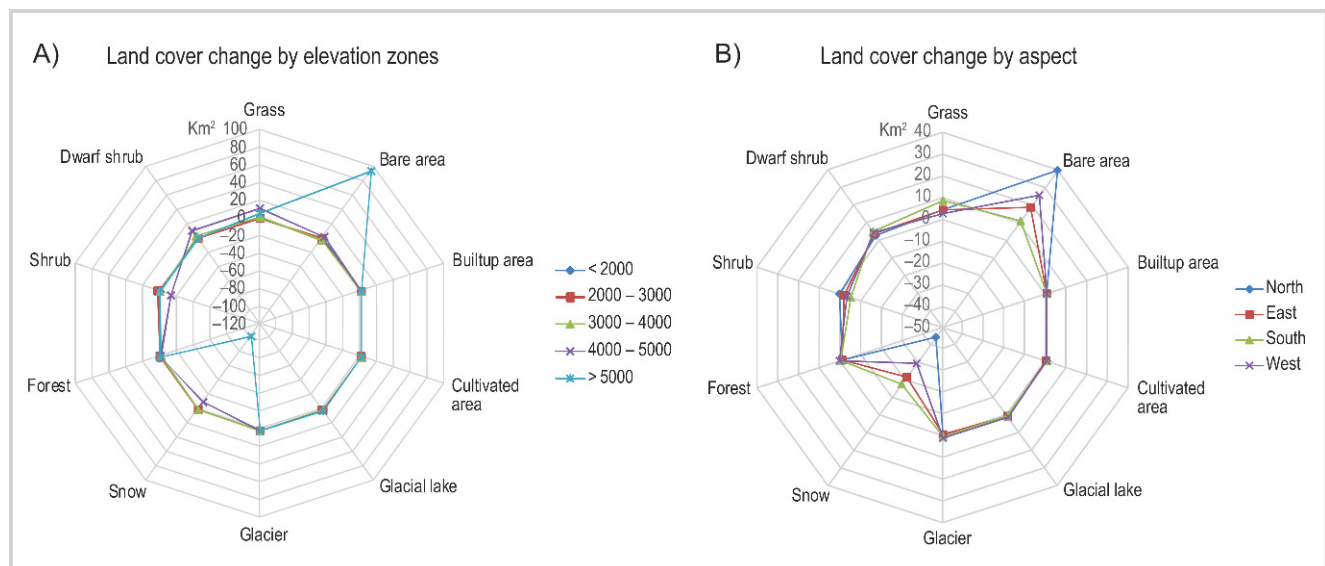 A) Land cover change by elevation zones
Grass
Km² 100
80
60
40
20
0
–20
–40
–60
–80
–100
–120
Bare area
Builtup area
Cultivated
area
Glacial lake
Glacier
Snow
Forest
Shrub
Dwarf shrub
< 2000
2000 – 3000
3000 – 4000
4000 – 5000
> 5000
B) Land cover change by aspect
Grass
Km² 40
30
20
10
0
–10
–20
–30
–40
–50
Bare area
Builtup area
Cultivated area
Glacial lake
Glacier
Snow
Forest
Shrub
Dwarf shrub
North
East
South
West